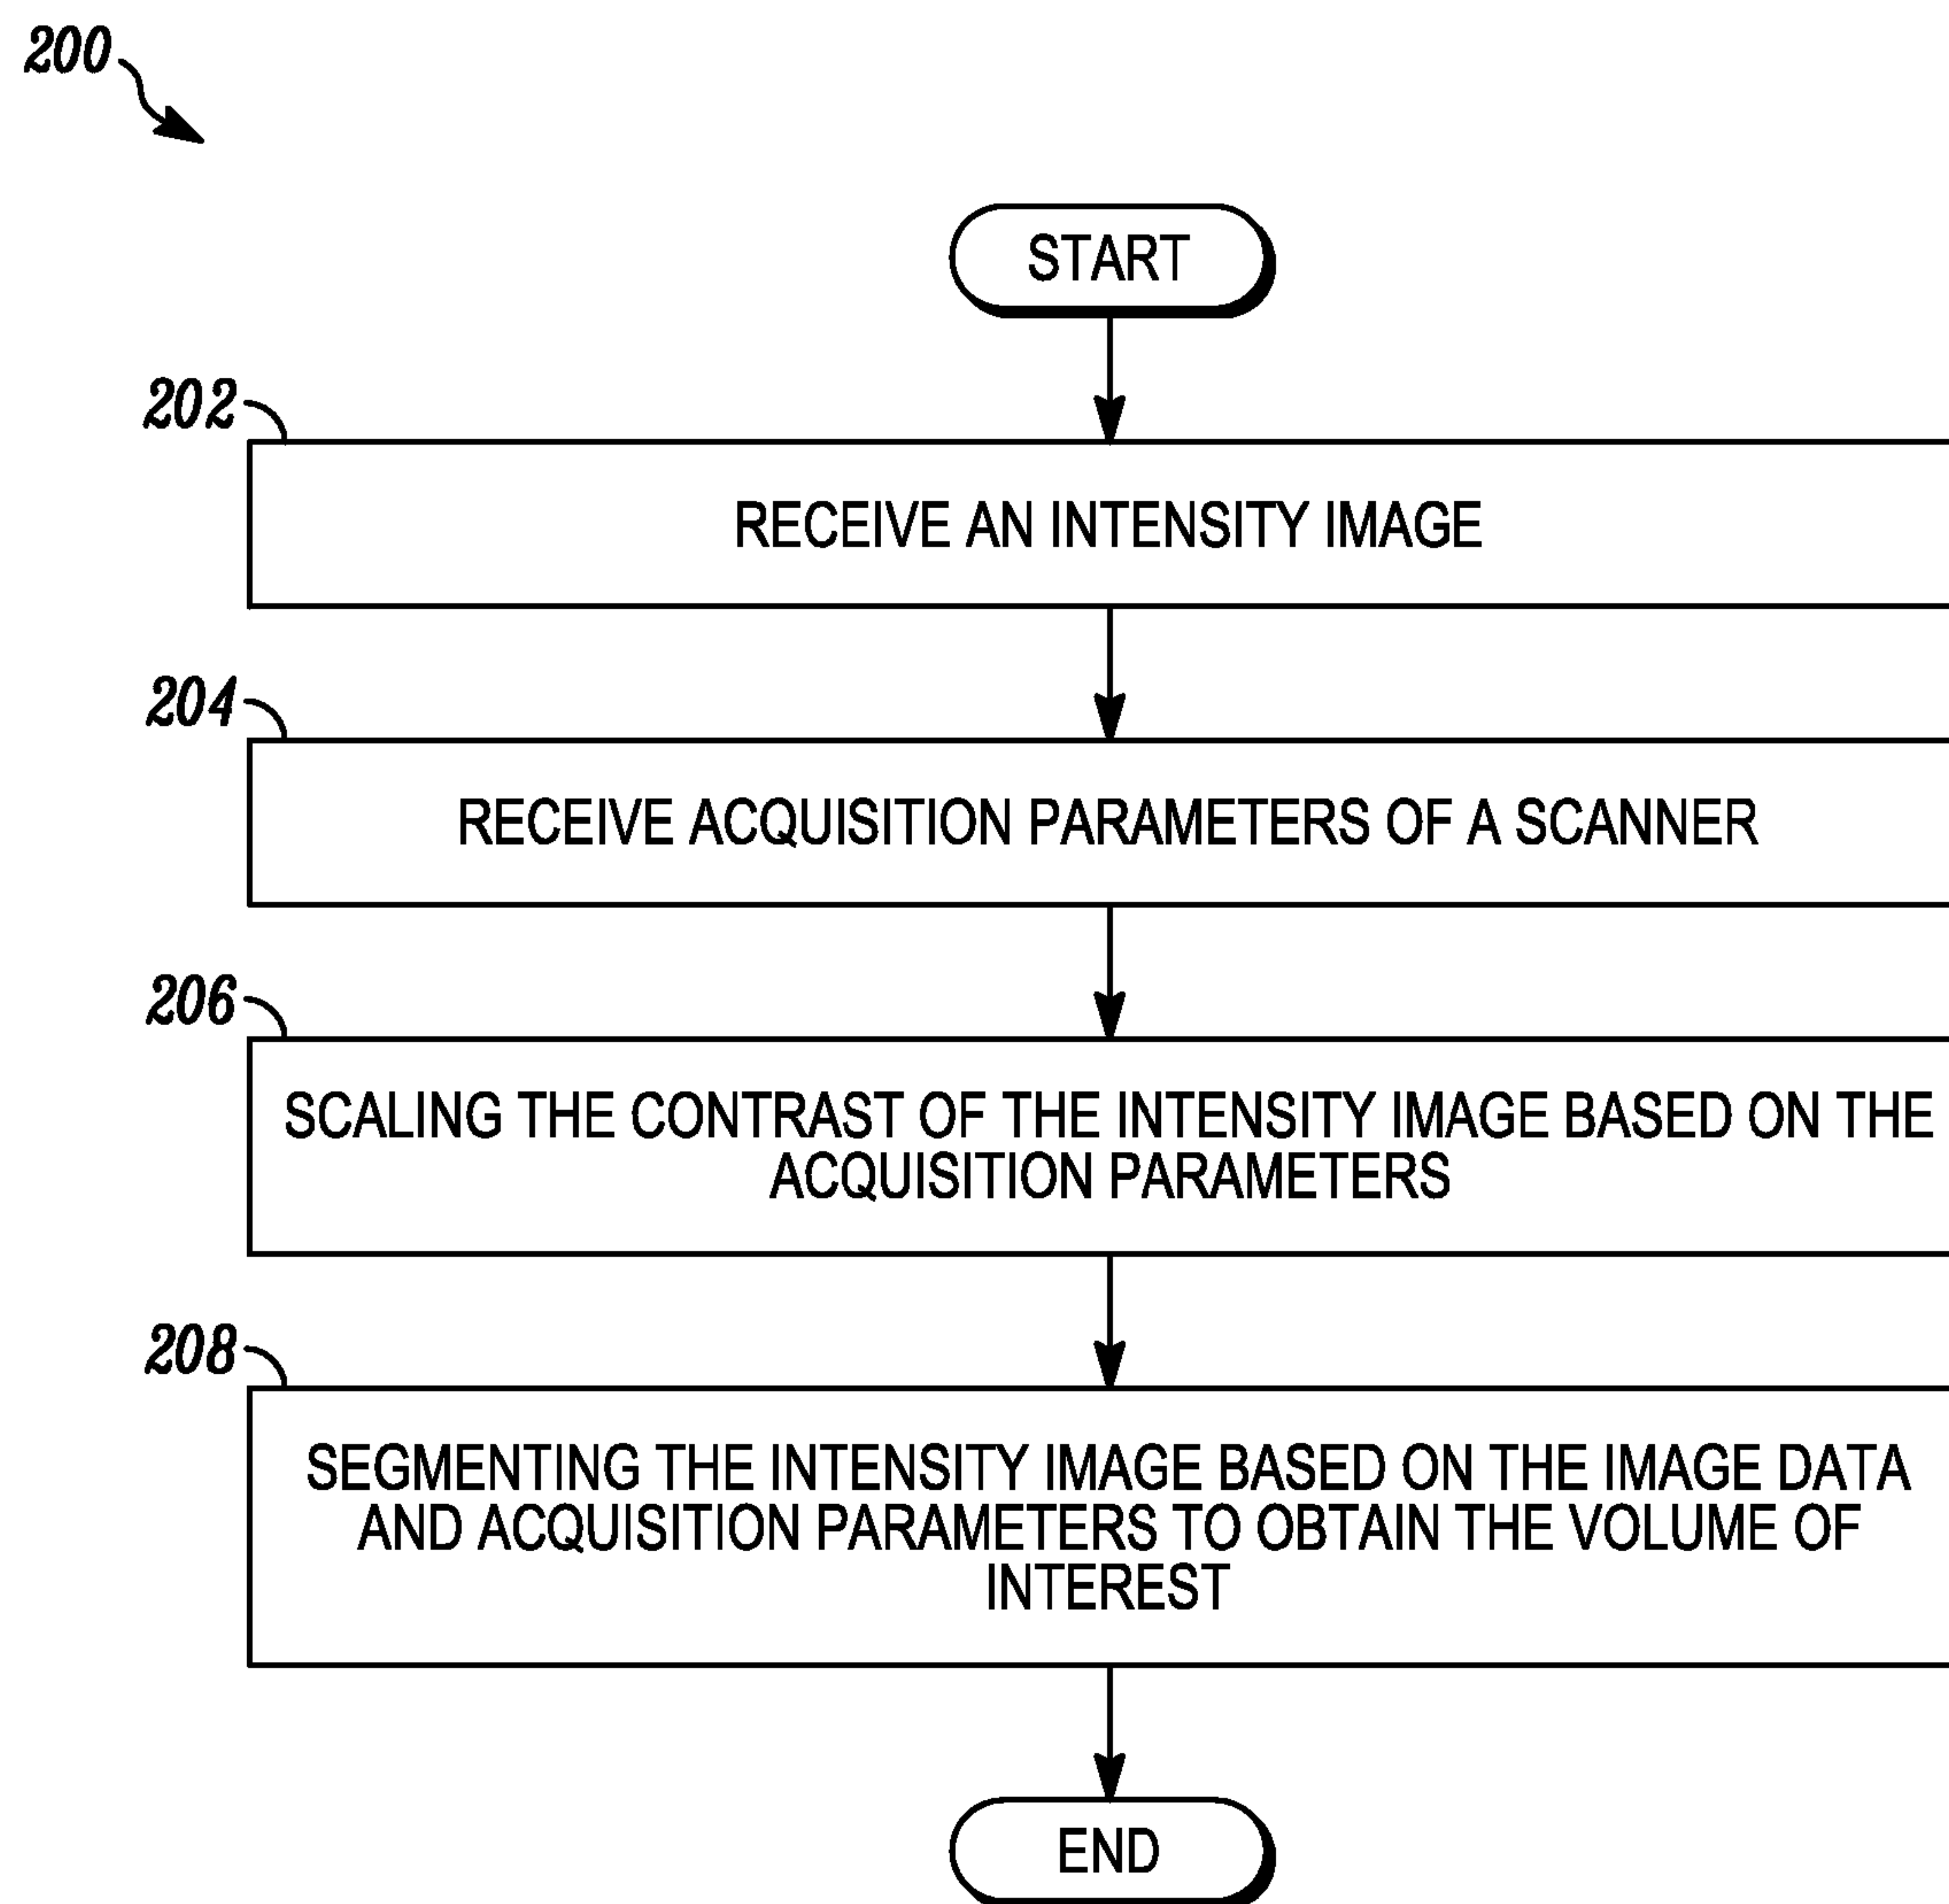 200
START
202
RECEIVE AN INTENSITY IMAGE
204
RECEIVE ACQUISITION PARAMETERS OF A SCANNER
206
SCALING THE CONTRAST OF THE INTENSITY IMAGE BASED ON THE
ACQUISITION PARAMETERS
208
SEGMENTING THE INTENSITY IMAGE BASED ON THE IMAGE DATA
AND ACQUISITION PARAMETERS TO OBTAIN THE VOLUME OF
INTEREST
END